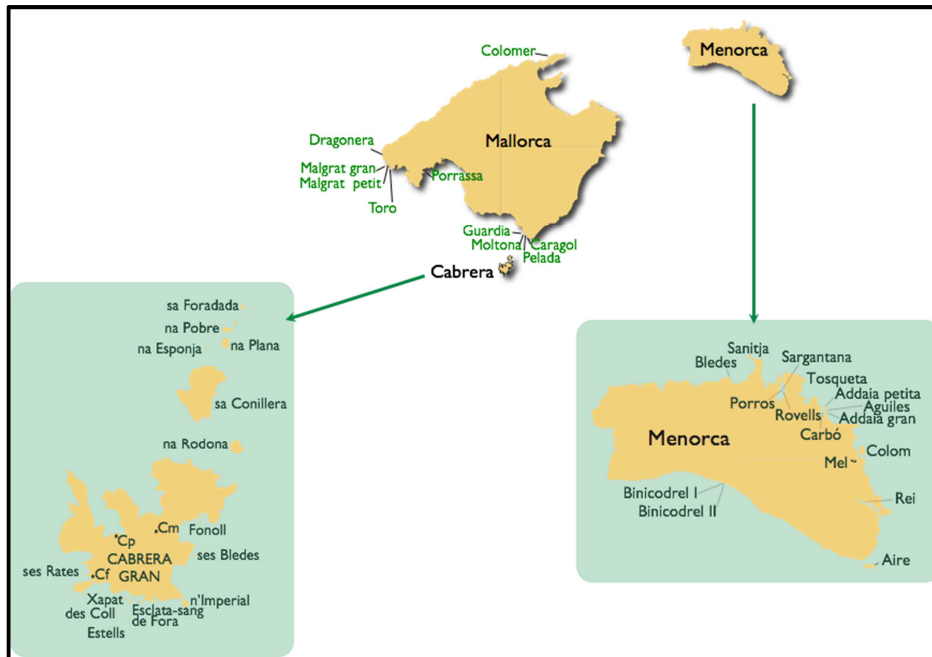 Colomer
Menorca
Dragonera
Mallorca
Malgrat gran
Malgrat petit
Porrassa
Toro
Guardia
Moltona
Caragol
Pelada
Cabrera
sa Foradada
na Pobre
na Esponja
na Plana
sa Conillera
na Rodona
Cm
Fonoll
Cp
CABRERA
GRAN
ses Bledes
ses Rates
Cf
Xapat
des Coll
Estells
Esclata-sang
de Fora
n'Imperial
Sanitja
Bledes
Sargantana
Tosqueta
Addaia petita
Porros
Rovells
Aguiles
Addaia gran
Carbó
Menorca
Colom
Mel
Binicodrel I
Binicodrel II
Rei
Aire